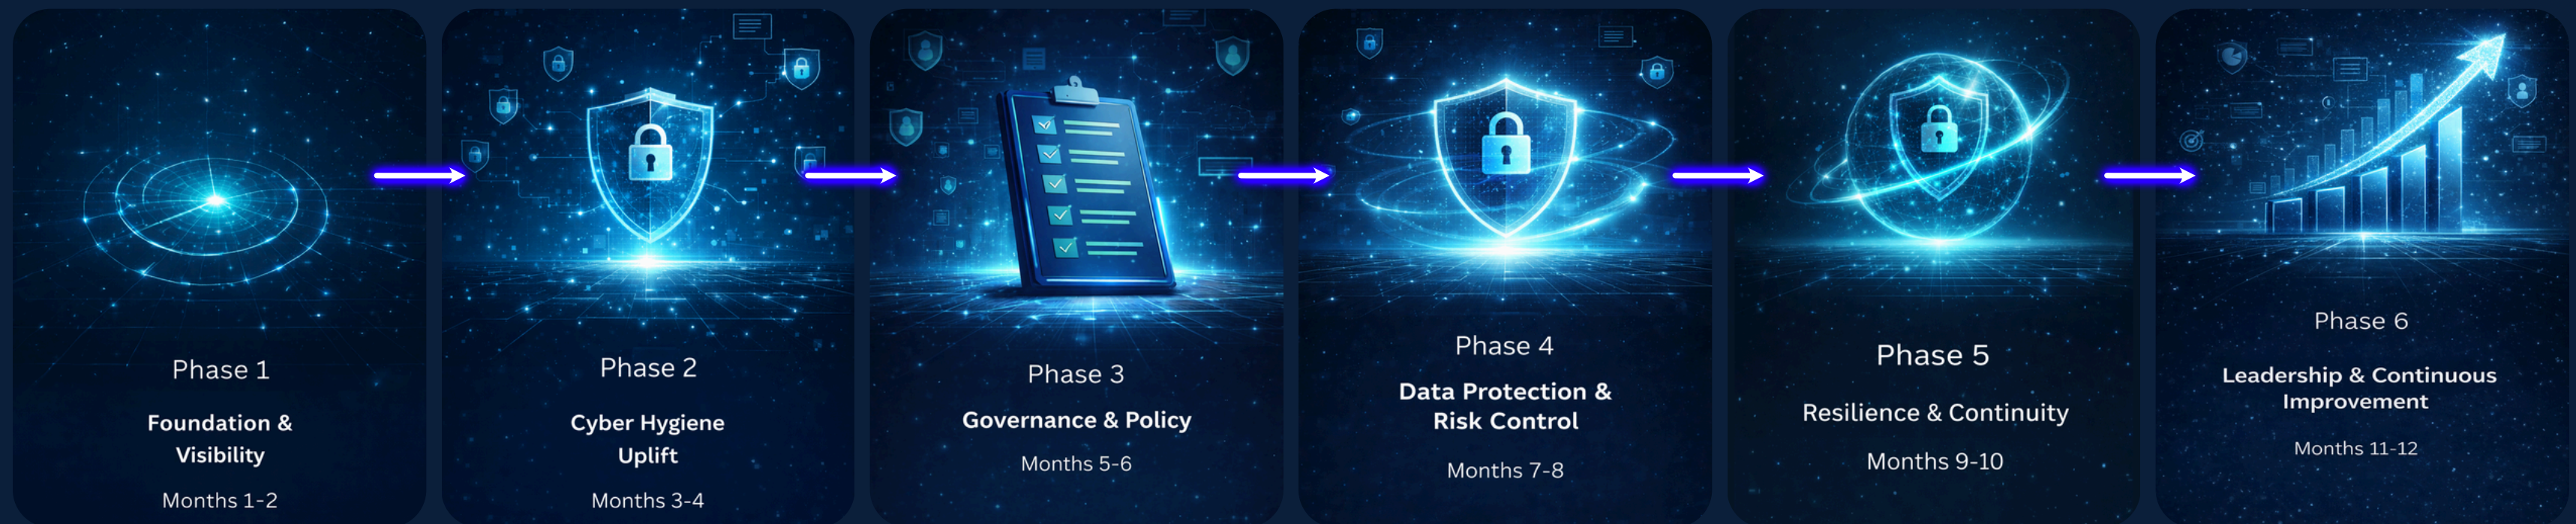 Phase 1
Foundation &
Visibility
Months 1-2
Phase 2
Cyber Hygiene
Uplift
Months 3-4
Phase 3
Governance & Policy
Months 5-6
Phase 4
Data Protection &
Risk Control
Months 7-8
Phase 5
Resilience & Continuity
Months 9-10
Phase 6
Leadership & Continuous
Improvement
Months 11-12